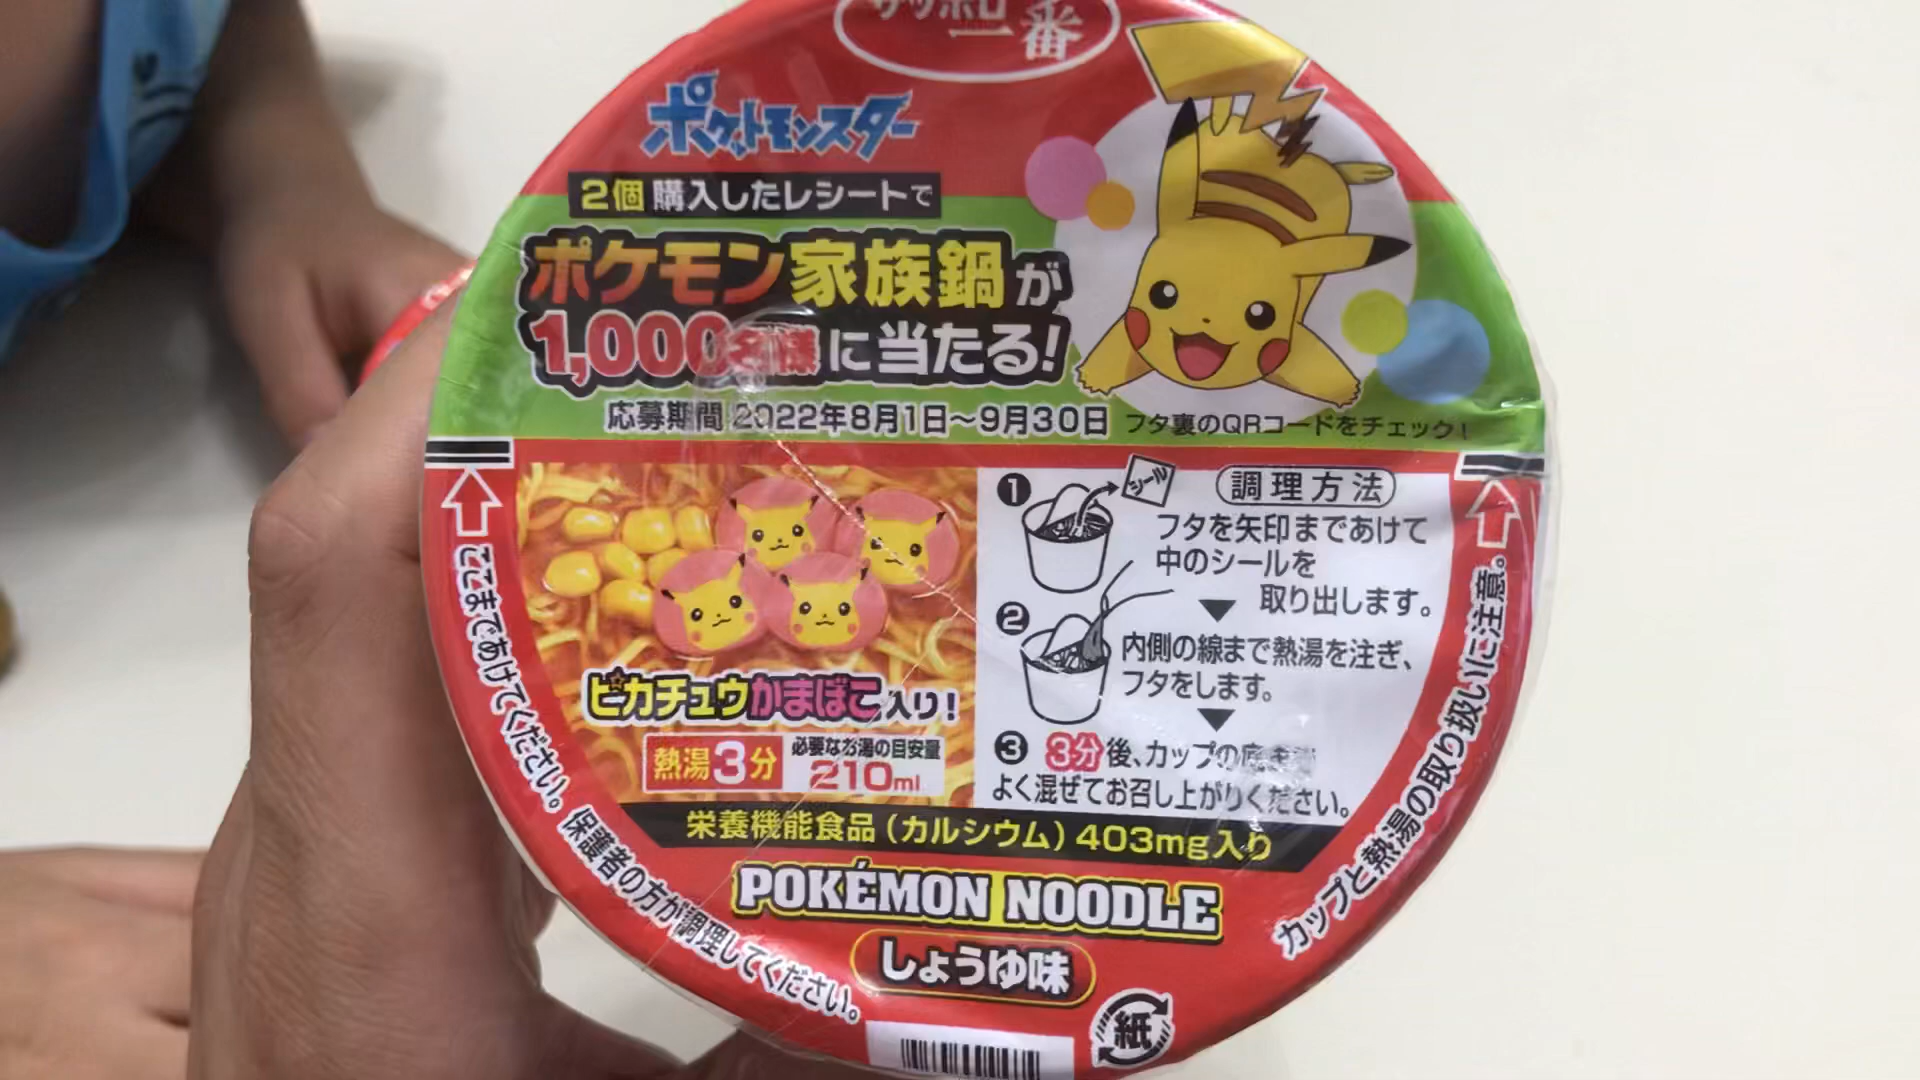 サッポロ
一番
ポケットモンスター
2個購入したレシートで
ポケモン家族鍋が
1,000名様に当たる!
応募期間 2022年8月1日～9月30日 フタ裏のQRコードをチェック!
調理方法
❶ シール
フタを矢印まであけて
中のシールを
取り出します。
❷ 内側の線まで熱湯を注ぎ、
フタをします。
❸ 3分後、カップの底まで
よく混ぜてお召し上がりください。
ピカチュウかまぼこ入り!
熱湯3分
必要なお湯の目安量
210ml
栄養機能食品(カルシウム)403mg入り
POKÉMON NOODLE
しょうゆ味
ここまであけてください。保護者の方が調理してください。
カップと熱湯の取り扱いに注意。
紙